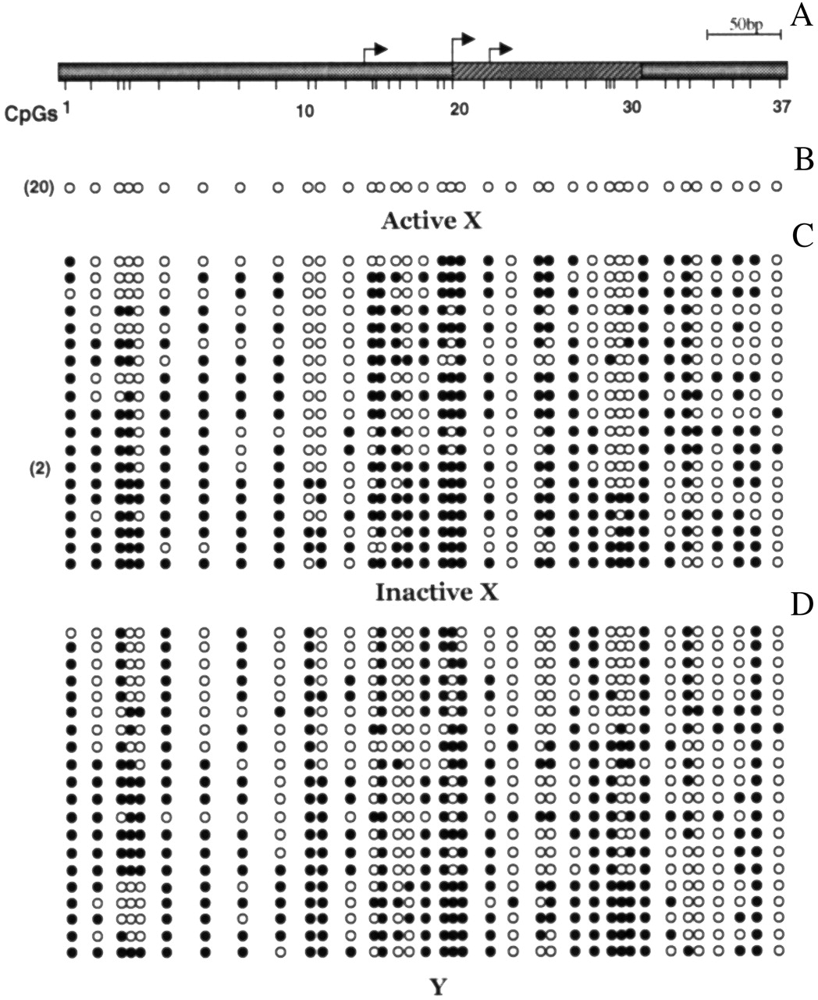 A
50bp
CpGs 1 10 20 30 37
B
(20)
Active X
C
(2)
Inactive X
D
Y